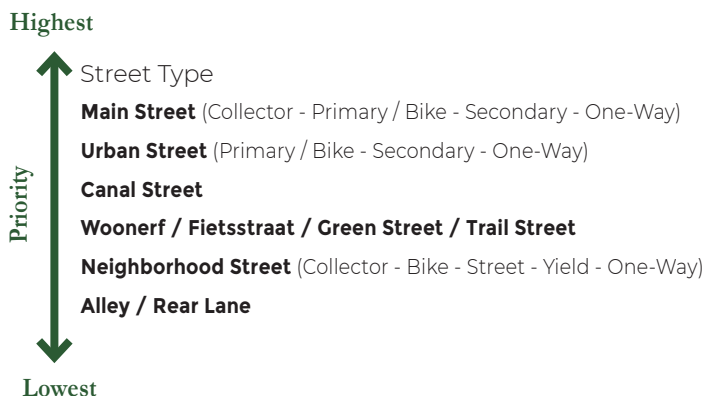 Highest
Priority
Street Type
Main Street (Collector - Primary / Bike - Secondary - One-Way)
Urban Street (Primary / Bike - Secondary - One-Way)
Canal Street
Woonerf / Fietsstraat / Green Street / Trail Street
Neighborhood Street (Collector - Bike - Street - Yield - One-Way)
Alley / Rear Lane
Lowest